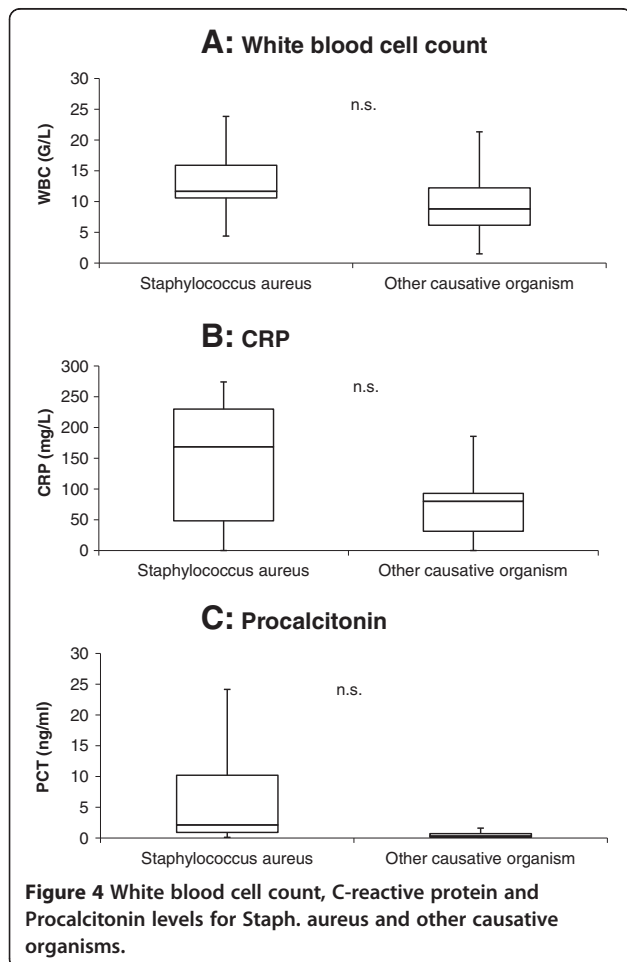 A: White blood cell count
30
25
20
15
10
5
0
WBC (G/L)
n.s.
Staphylococcus aureus
Other causative organism
B: CRP
300
250
200
150
100
50
0
CRP (mg/L)
n.s.
Staphylococcus aureus
Other causative organism
C: Procalcitonin
30
25
20
15
10
5
0
PCT (ng/ml)
n.s.
Staphylococcus aureus
Other causative organism
Figure 4 White blood cell count, C-reactive protein and
Procalcitonin levels for Staph. aureus and other causative
organisms.